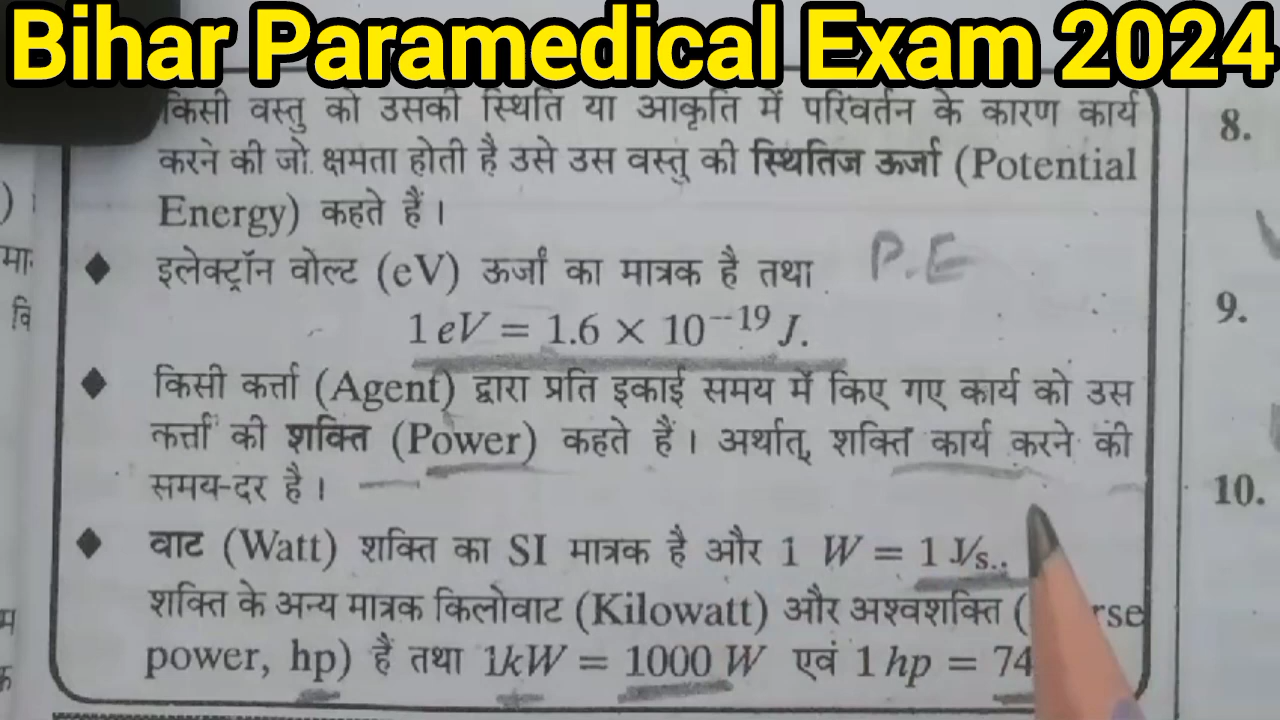 Bihar Paramedical Exam 2024
किसी वस्तु को उसकी स्थिति या आकृति में परिवर्तन के कारण कार्य
करने की जो क्षमता होती है उसे उस वस्तु की स्थितिज ऊर्जा (Potential
Energy) कहते हैं।
इलेक्ट्रॉन वोल्ट (eV) ऊर्जा का मात्रक है तथा
P.E
1 eV = 1.6 × 10⁻¹⁹ J.
किसी कर्त्ता (Agent) द्वारा प्रति इकाई समय में किए गए कार्य को उस
कर्त्ता की शक्ति (Power) कहते हैं। अर्थात्, शक्ति कार्य करने की
समय-दर है।
वाट (Watt) शक्ति का SI मात्रक है और 1 W = 1 J/s..
शक्ति के अन्य मात्रक किलोवाट (Kilowatt) और अश्वशक्ति (
power, hp) हैं तथा 1kW = 1000 W एवं 1 hp =
8.
9.
10.